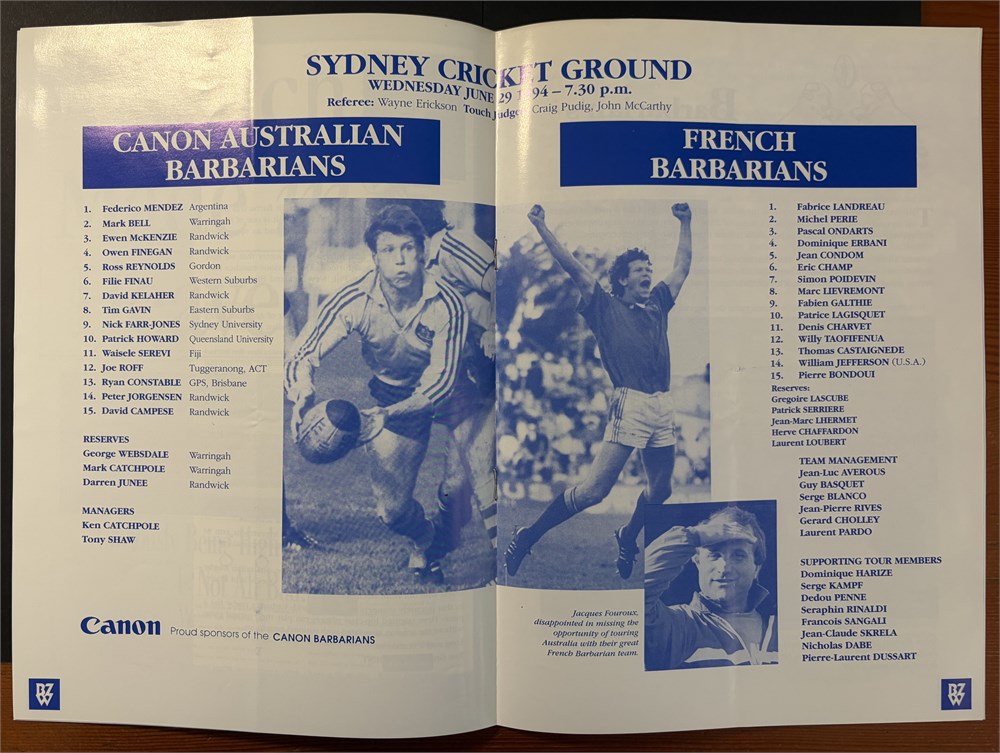 SYDNEY CRICKET GROUND
WEDNESDAY JUNE 29 1994 – 7.30 p.m.
Referee: Wayne Erickson Touch Judges: Craig Pudig, John McCarthy
CANON AUSTRALIAN
BARBARIANS
1. Federico MENDEZ Argentina
2. Mark BELL Warringah
3. Ewen McKENZIE Randwick
4. Owen FINEGAN Randwick
5. Ross REYNOLDS Gordon
6. Filie FINAU Western Suburbs
7. David KELAHER Randwick
8. Tim GAVIN Eastern Suburbs
9. Nick FARR-JONES Sydney University
10. Patrick HOWARD Queensland University
11. Waisele SEREVI Fiji
12. Joe ROFF Tuggeranong, ACT
13. Ryan CONSTABLE GPS, Brisbane
14. Peter JORGENSEN Randwick
15. David CAMPESE Randwick
RESERVES
George WEBSDALE Warringah
Mark CATCHPOLE Warringah
Darren JUNEE Randwick
MANAGERS
Ken CATCHPOLE
Tony SHAW
Canon Proud sponsors of the CANON BARBARIANS
BZW
FRENCH
BARBARIANS
1. Fabrice LANDREAU
2. Michel PERIE
3. Pascal ONDARTS
4. Dominique ERBANI
5. Jean CONDOM
6. Eric CHAMP
7. Simon POIDEVIN
8. Marc LIEVREMONT
9. Fabien GALTHIE
10. Patrice LAGISQUET
11. Denis CHARVET
12. Willy TAOFIFENUA
13. Thomas CASTAIGNEDE
14. William JEFFERSON (U.S.A.)
15. Pierre BONDOUI
Reserves:
Gregoire LASCUBE
Patrick SERRIERE
Jean-Marc LHERMET
Herve CHAFFARDON
Laurent LOUBERT
TEAM MANAGEMENT
Jean-Luc AVEROUS
Guy BASQUET
Serge BLANCO
Jean-Pierre RIVES
Gerard CHOLLEY
Laurent PARDO
SUPPORTING TOUR MEMBERS
Dominique HARIZE
Serge KAMPF
Dedou PENNE
Seraphin RINALDI
Francois SANGALI
Jean-Claude SKRELA
Nicholas DABE
Pierre-Laurent DUSSART
Jacques Fouroux,
disappointed in missing the
opportunity of touring
Australia with their great
French Barbarian team.
BZW